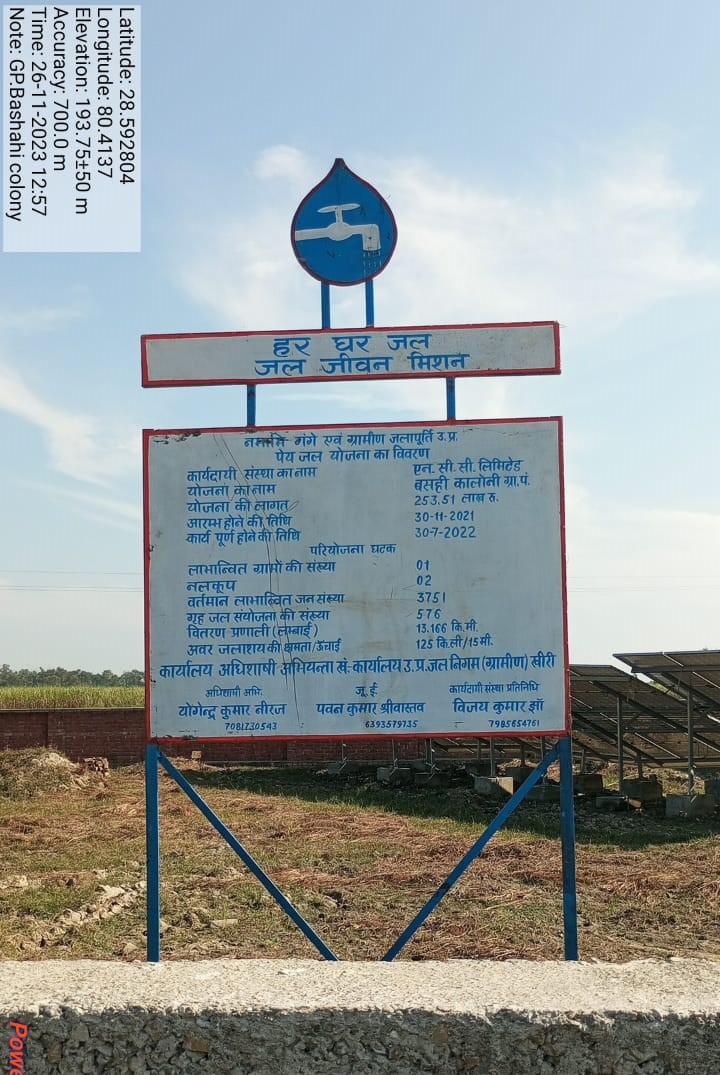 Latitude: 28.592804
Longitude: 80.4137
Elevation: 193.75±50 m
Accuracy: 700.0 m
Time: 26-11-2023 12:57
Note: GP.Bashahi colony
हर घर जल
जल जीवन मिशन
नमामि गंगे एवं ग्रामीण जलापूर्ति उ.प्र.
पेय जल योजना का विवरण
कार्यदायी संस्था का नाम एन.सी.सी. लिमिटेड
योजना का नाम बसही कालोनी ग्रा.पं.
योजना की लागत 253.51 लाख रु.
आरम्भ होने की तिथि 30-11-2021
कार्य पूर्ण होने की तिथि 30-7-2022
परियोजना घटक
लाभान्वित ग्रामों की संख्या 01
नलकूप 02
वर्तमान लाभान्वित जन संख्या 3751
गृह जल संयोजना की संख्या 576
वितरण प्रणाली (लम्बाई) 13.166 कि.मी.
अवर जलाशय की क्षमता/ऊँचाई 125 कि.ली/15 मी.
कार्यालय अधिशाषी अभियन्ता सं: कार्यालय उ.प्र.जल निगम (ग्रामीण) खीरी
अधिशाषी अभि: जू. ई कार्यदायी संस्था प्रतिनिधि
योगेन्द्र कुमार नीरज पवन कुमार श्रीवास्तव विजय कुमार झॉ
7081730543 6393579735 7985654761
Powe